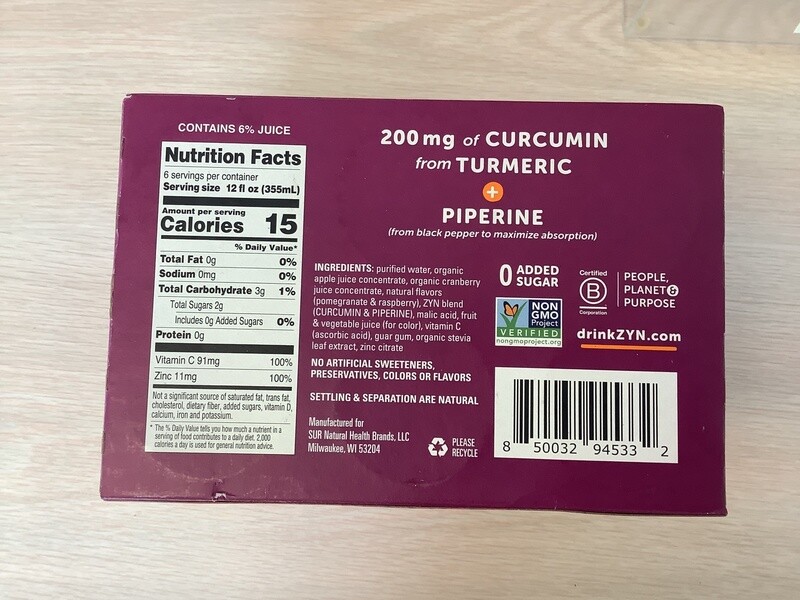 CONTAINS 6% JUICE
Nutrition Facts
6 servings per container
Serving size 12 fl oz (355mL)
Amount per serving
Calories 15
% Daily Value*
Total Fat 0g 0%
Sodium 0mg 0%
Total Carbohydrate 3g 1%
Total Sugars 2g
Includes 0g Added Sugars 0%
Protein 0g
Vitamin C 91mg 100%
Zinc 11mg 100%
Not a significant source of saturated fat, trans fat,
cholesterol, dietary fiber, added sugars, vitamin D,
calcium, iron and potassium.
* The % Daily Value tells you how much a nutrient in a
serving of food contributes to a daily diet. 2,000
calories a day is used for general nutrition advice.
200 mg of CURCUMIN
from TURMERIC
+
PIPERINE
(from black pepper to maximize absorption)
INGREDIENTS: purified water, organic
apple juice concentrate, organic cranberry
juice concentrate, natural flavors
(pomegranate & raspberry), ZYN blend
(CURCUMIN & PIPERINE), malic acid, fruit
& vegetable juice (for color), vitamin C
(ascorbic acid), guar gum, organic stevia
leaf extract, zinc citrate
NO ARTIFICIAL SWEETENERS,
PRESERVATIVES, COLORS OR FLAVORS
SETTLING & SEPARATION ARE NATURAL
Manufactured for
SUR Natural Health Brands, LLC
Milwaukee, WI 53204
PLEASE
RECYCLE
0 ADDED
SUGAR
NON
GMO
Project
VERIFIED
nongmoproject.org
Certified
B
Corporation
PEOPLE,
PLANET &
PURPOSE
drinkZYN.com
8 50032 94533 2